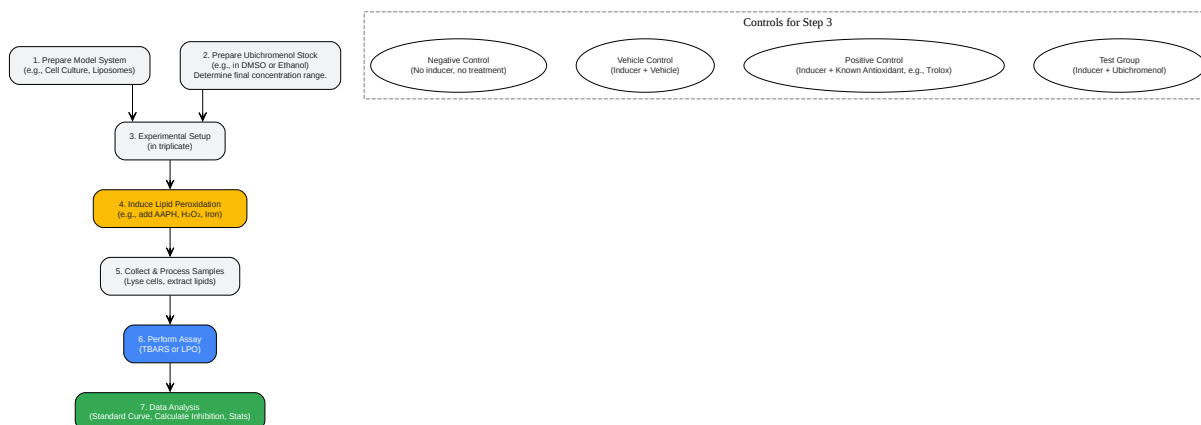 1. Prepare Model System
(e.g., Cell Culture, Liposomes)
2. Prepare Ubichromenol Stock
(e.g., in DMSO or Ethanol)
Determine final concentration range.
3. Experimental Setup
(in triplicate)
4. Induce Lipid Peroxidation
(e.g., add AAPH, H₂O₂, Iron)
5. Collect & Process Samples
(Lyse cells, extract lipids)
6. Perform Assay
(TBARS or LPO)
7. Data Analysis
(Standard Curve, Calculate Inhibition, Stats)
Controls for Step 3
Negative Control
(No inducer, no treatment)
Vehicle Control
(Inducer + Vehicle)
Positive Control
(Inducer + Known Antioxidant, e.g., Trolox)
Test Group
(Inducer + Ubichromenol)